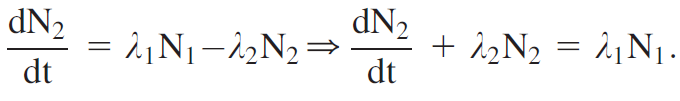 dN₂/dt = λ₁N₁−λ₂N₂ ⇒ dN₂/dt + λ₂N₂ = λ₁N₁.